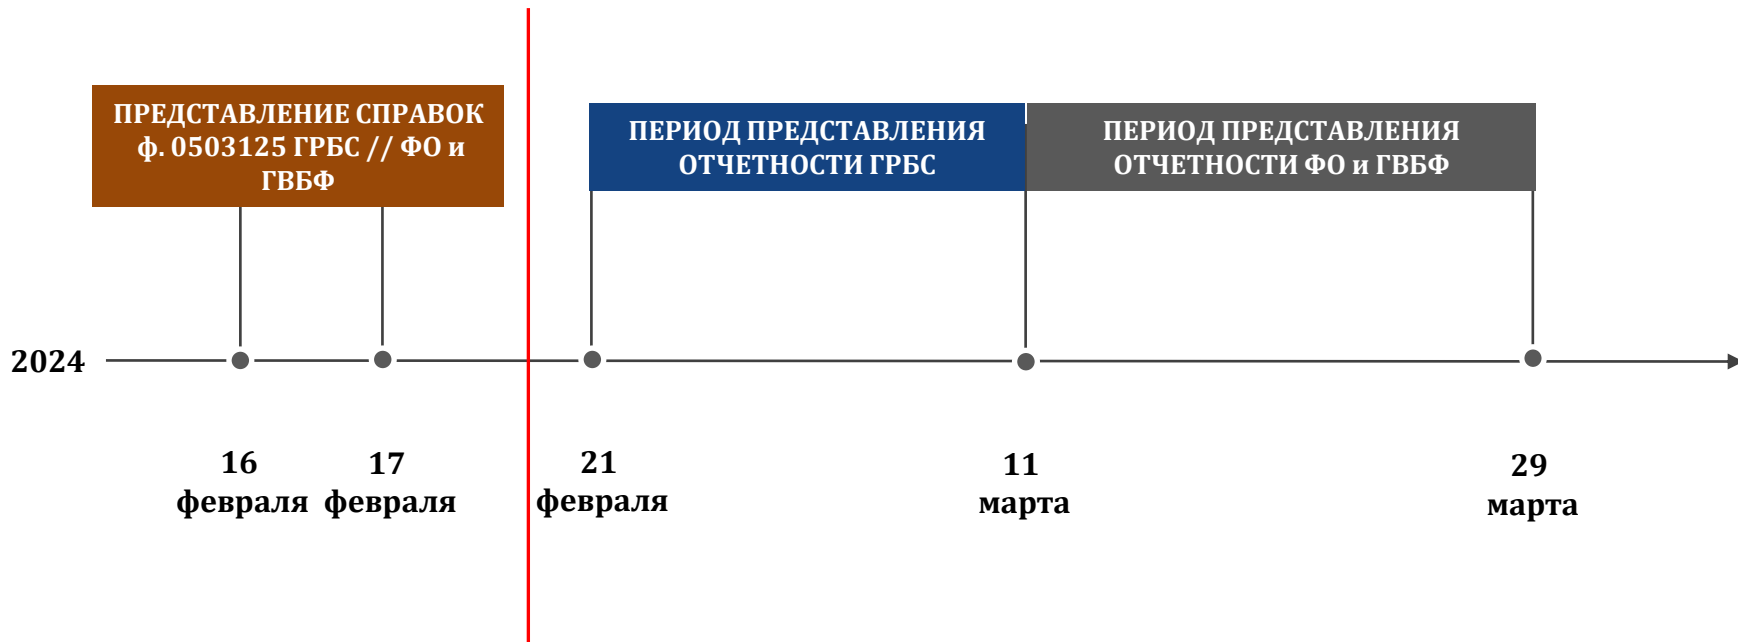 ПРЕДСТАВЛЕНИЕ СПРАВОК
ф. 0503125 ГРБС // ФО и
ГВБФ
ПЕРИОД ПРЕДСТАВЛЕНИЯ
ОТЧЕТНОСТИ ГРБС
ПЕРИОД ПРЕДСТАВЛЕНИЯ
ОТЧЕТНОСТИ ФО и ГВБФ
2024
16
февраля
17
февраля
21
февраля
11
марта
29
марта